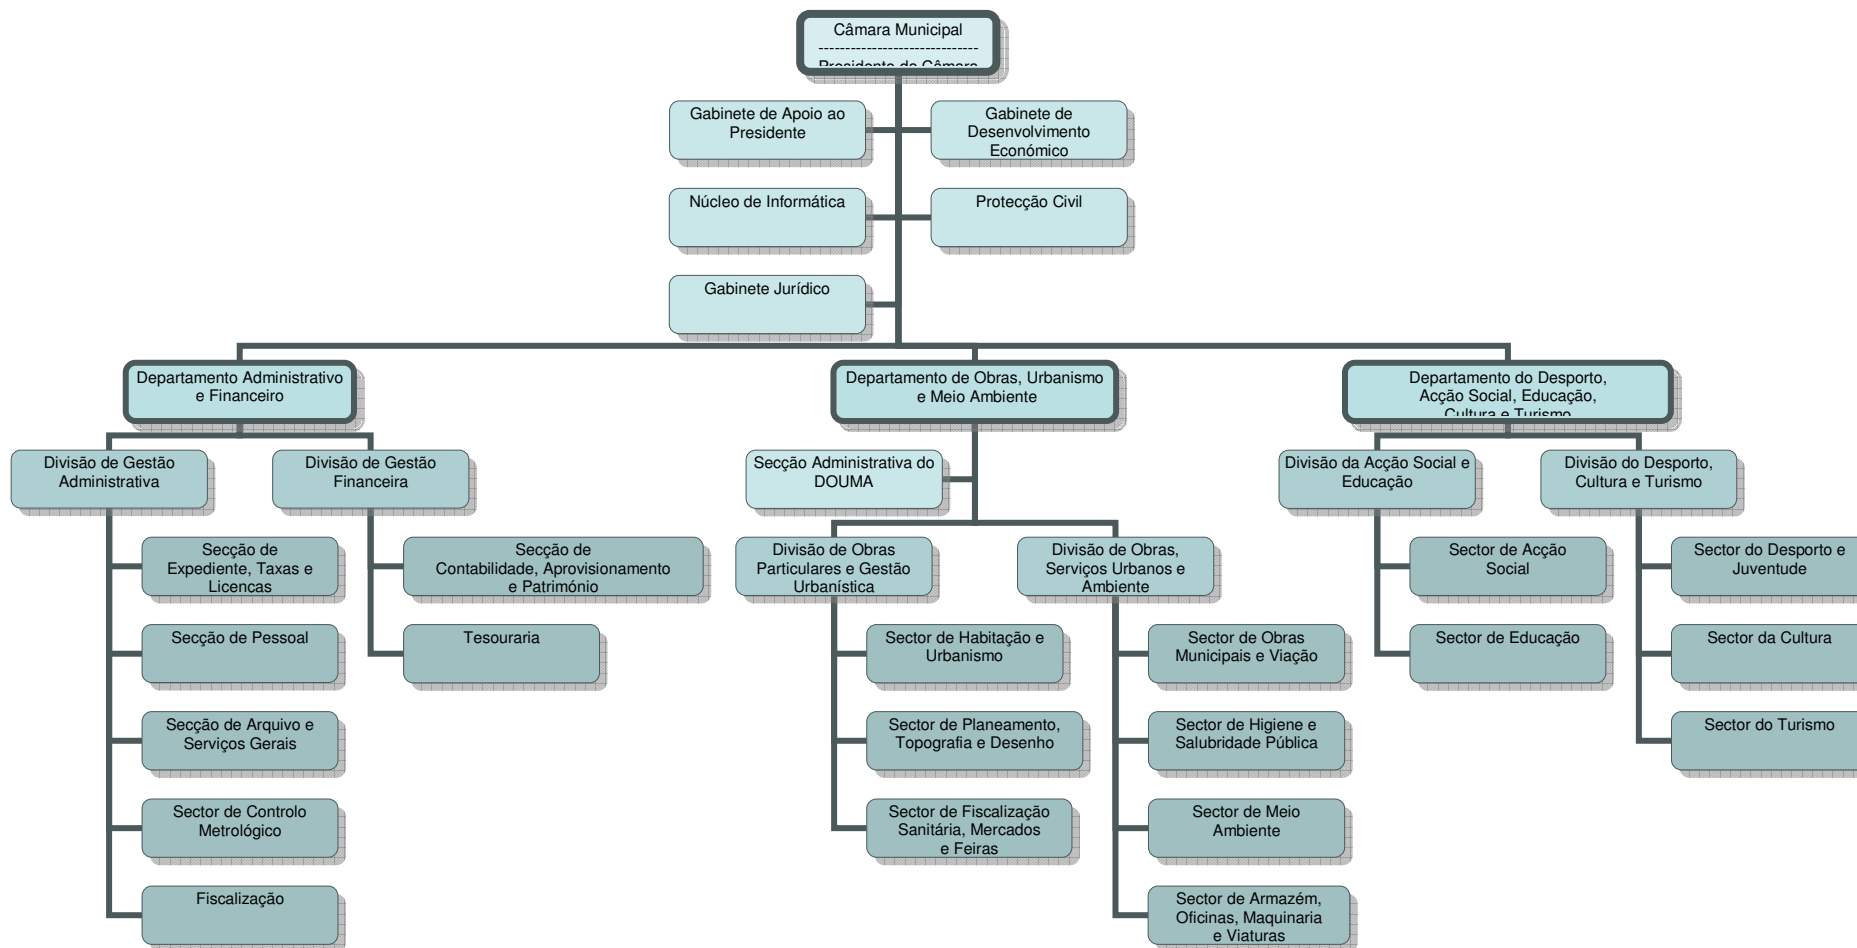 Câmara Municipal
------------------------------
Presidente da Câmara
Gabinete de Apoio ao
Presidente
Gabinete de
Desenvolvimento
Económico
Núcleo de Informática
Protecção Civil
Gabinete Jurídico
Departamento Administrativo
e Financeiro
Departamento de Obras, Urbanismo
e Meio Ambiente
Departamento do Desporto,
Acção Social, Educação,
Cultura e Turismo
Divisão de Gestão
Administrativa
Divisão de Gestão
Financeira
Secção Administrativa do
DOUMA
Divisão da Acção Social e
Educação
Divisão do Desporto,
Cultura e Turismo
Secção de
Expediente, Taxas e
Licencas
Secção de
Contabilidade, Aprovisionamento
e Património
Divisão de Obras
Particulares e Gestão
Urbanística
Divisão de Obras,
Serviços Urbanos e
Ambiente
Sector de Acção
Social
Sector do Desporto e
Juventude
Secção de Pessoal
Tesouraria
Sector de Habitação e
Urbanismo
Sector de Obras
Municipais e Viação
Sector de Educação
Sector da Cultura
Secção de Arquivo e
Serviços Gerais
Sector de Planeamento,
Topografia e Desenho
Sector de Higiene e
Salubridade Pública
Sector do Turismo
Sector de Controlo
Metrológico
Sector de Fiscalização
Sanitária, Mercados
e Feiras
Sector de Meio
Ambiente
Fiscalização
Sector de Armazém,
Oficinas, Maquinaria
e Viaturas